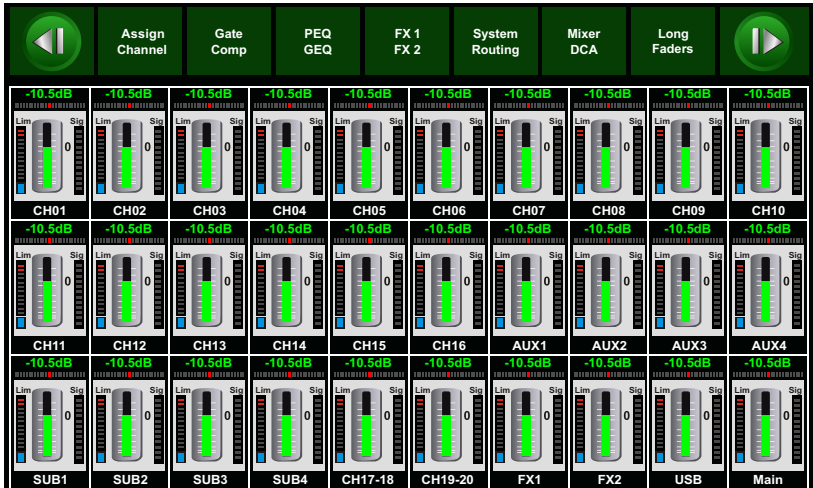 Assign Gate PEQ FX 1 System Mixer Long
Channel Comp GEQ FX 2 Routing DCA Faders
-10.5dB -10.5dB -10.5dB -10.5dB -10.5dB -10.5dB -10.5dB -10.5dB -10.5dB -10.5dB
Lim Sig Lim Sig Lim Sig Lim Sig Lim Sig Lim Sig Lim Sig Lim Sig Lim Sig Lim Sig
0 0 0 0 0 0 0 0 0 0
CH01 CH02 CH03 CH04 CH05 CH06 CH07 CH08 CH09 CH10
-10.5dB -10.5dB -10.5dB -10.5dB -10.5dB -10.5dB -10.5dB -10.5dB -10.5dB -10.5dB
Lim Sig Lim Sig Lim Sig Lim Sig Lim Sig Lim Sig Lim Sig Lim Sig Lim Sig Lim Sig
0 0 0 0 0 0 0 0 0 0
CH11 CH12 CH13 CH14 CH15 CH16 AUX1 AUX2 AUX3 AUX4
-10.5dB -10.5dB -10.5dB -10.5dB -10.5dB -10.5dB -10.5dB -10.5dB -10.5dB -10.5dB
Lim Sig Lim Sig Lim Sig Lim Sig Lim Sig Lim Sig Lim Sig Lim Sig Lim Sig Lim Sig
0 0 0 0 0 0 0 0 0 0
SUB1 SUB2 SUB3 SUB4 CH17-18 CH19-20 FX1 FX2 USB Main